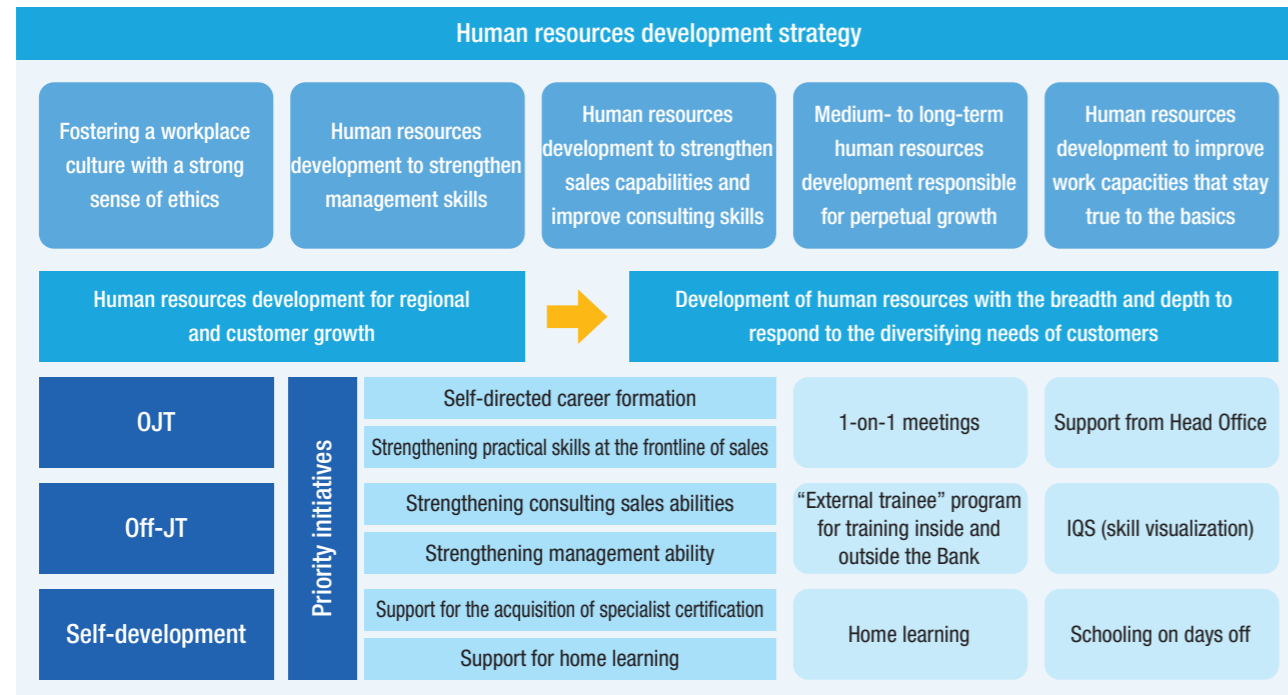 Human resources development strategy
Fostering a workplace
culture with a strong
sense of ethics
Human resources
development to strengthen
management skills
Human resources
development to strengthen
sales capabilities and
improve consulting skills
Medium- to long-term
human resources
development responsible
for perpetual growth
Human resources
development to improve
work capacities that stay
true to the basics
Human resources development for regional
and customer growth
Development of human resources with the breadth and depth to
respond to the diversifying needs of customers
OJT
Priority initiatives
Self-directed career formation
Strengthening practical skills at the frontline of sales
1-on-1 meetings
Support from Head Office
Off-JT
Strengthening consulting sales abilities
Strengthening management ability
“External trainee” program
for training inside and
outside the Bank
IQS (skill visualization)
Self-development
Support for the acquisition of specialist certification
Support for home learning
Home learning
Schooling on days off